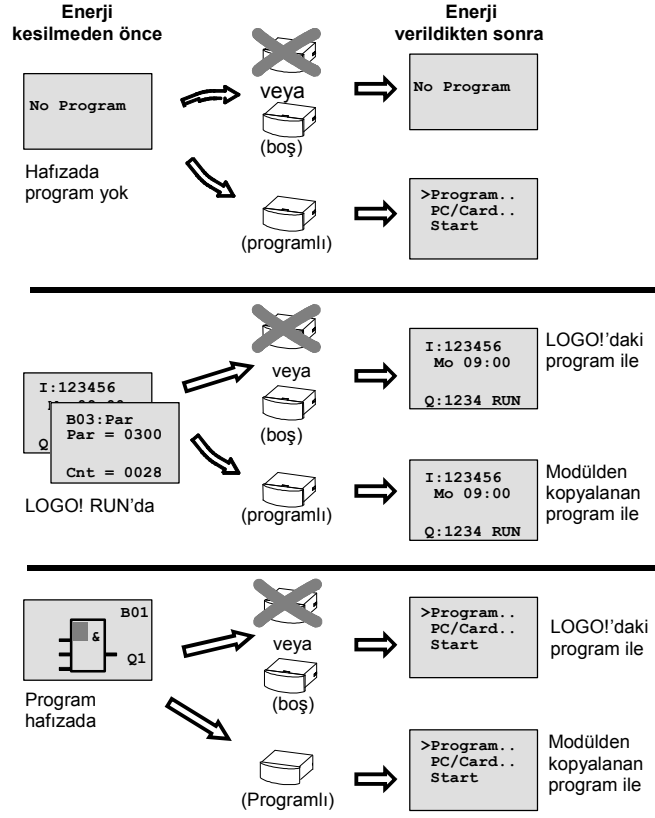 Enerji
kesilmeden önce
Enerji
verildikten sonra
No Program
Hafızada
program yok
veya
(boş)
No Program
(programlı)
>Program..
PC/Card..
Start
I:123456
Q
B03:Par
Par = 0300
Cnt = 0028
LOGO! RUN'da
veya
(boş)
I:123456
Mo 09:00
Q:1234 RUN
LOGO!'daki
program ile
(programlı)
I:123456
Mo 09:00
Q:1234 RUN
Modülden
kopyalanan
program ile
B01
&
Q1
Program
hafızada
veya
(boş)
>Program..
PC/Card..
Start
LOGO!'daki
program ile
(Programlı)
>Program..
PC/Card..
Start
Modülden
kopyalanan
program ile